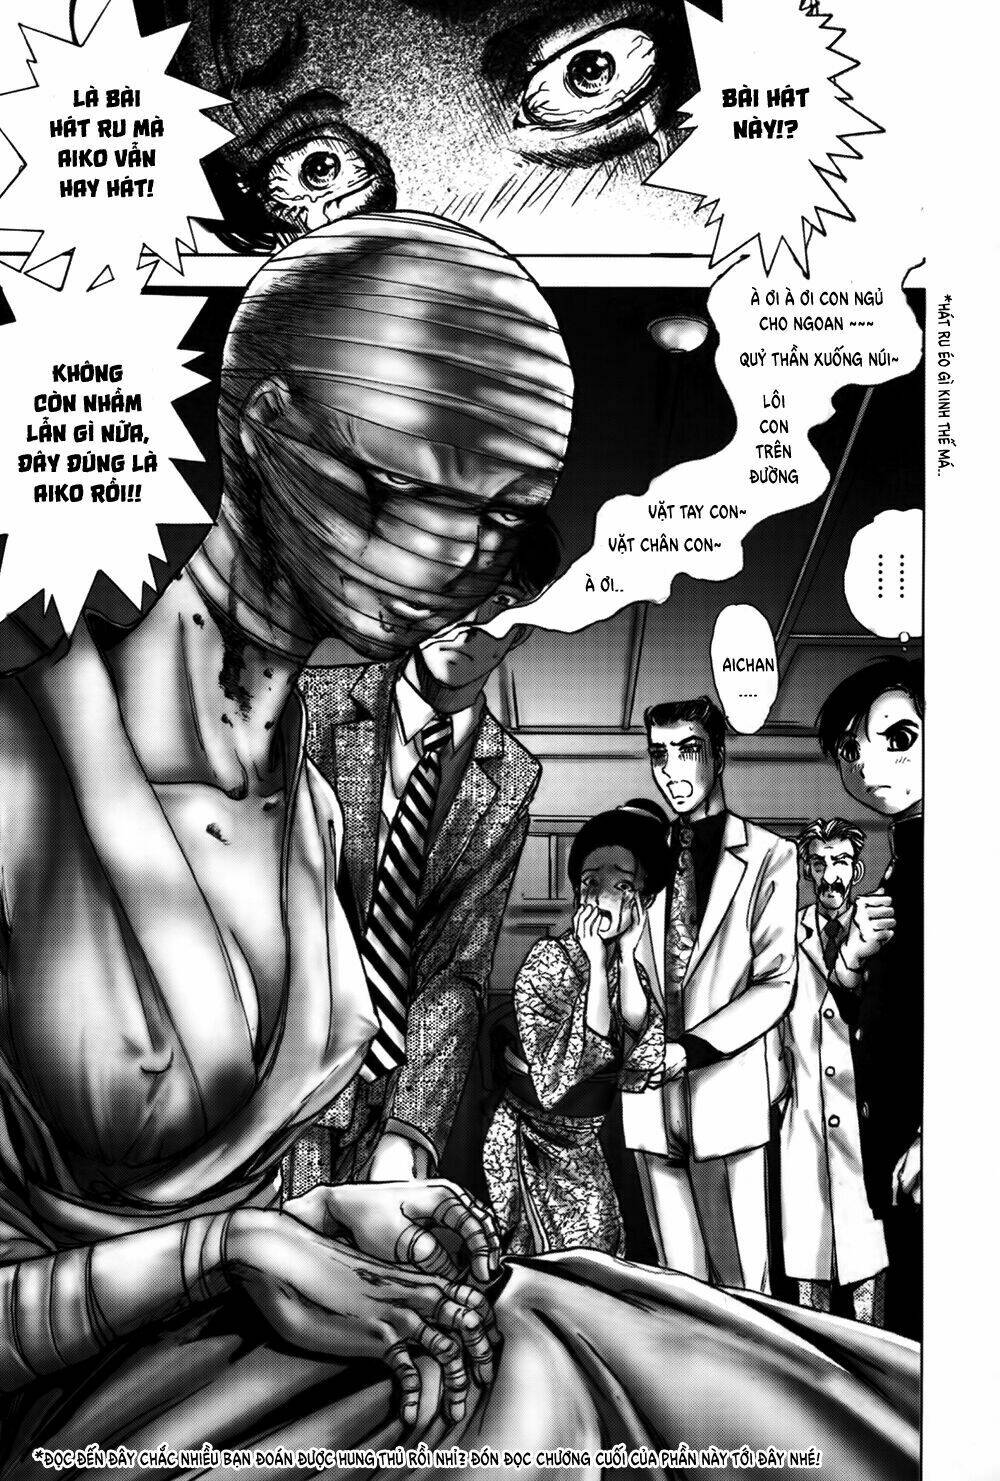 BÀI HÁT
NÀY!?
LÀ BÀI
HÁT RU MÀ
AIKO VẪN
HAY HÁT!
À ƠI À ƠI CON NGỦ
CHO NGOAN ~~~
QUỶ THẦN XUỐNG NÚI~
LÔI
CON
TRÊN
ĐƯỜNG
VẶT TAY CON~
VẶT CHÂN CON~
À ƠI..
*HÁT RU ÉO GÌ KINH THẾ MÁ..
KHÔNG
CÒN NHẦM
LẪN GÌ NỮA,
ĐÂY ĐÚNG LÀ
AIKO RỒI!!
........
AICHAN
....
*ĐỌC ĐẾN ĐÂY CHẮC NHIỀU BẠN ĐOÁN ĐƯỢC HUNG THỦ RỒI NHỈ? ĐÓN ĐỌC CHƯƠNG CUỐI CỦA PHẦN NÀY TỚI ĐÂY NHÉ!